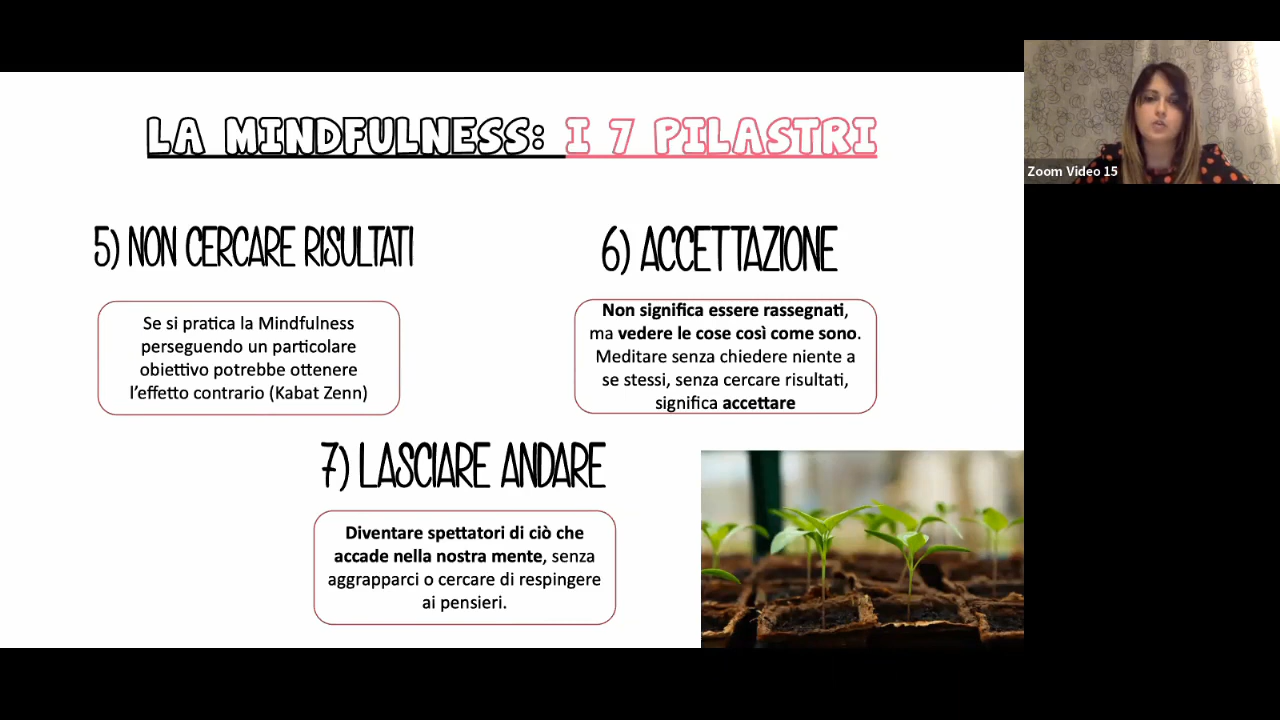 LA MINDFULNESS: I 7 PILASTRI
5) NON CERCARE RISULTATI
Se si pratica la Mindfulness
perseguendo un particolare
obiettivo potrebbe ottenere
l'effetto contrario (Kabat Zenn)
6) ACCETTAZIONE
Non significa essere rassegnati,
ma vedere le cose così come sono.
Meditare senza chiedere niente a
se stessi, senza cercare risultati,
significa accettare
7) LASCIARE ANDARE
Diventare spettatori di ciò che
accade nella nostra mente, senza
aggrapparci o cercare di respingere
ai pensieri.
Zoom Video 15